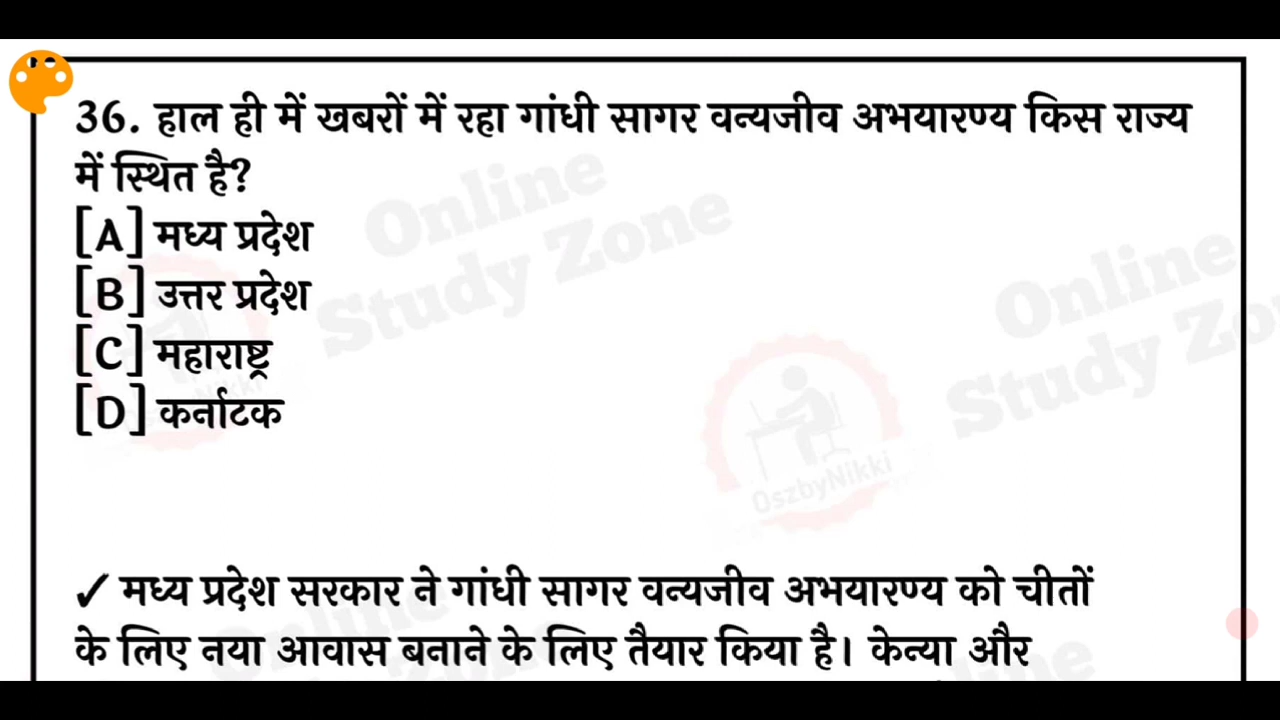 36. हाल ही में खबरों में रहा गांधी सागर वन्यजीव अभयारण्य किस राज्य
में स्थित है?
[A] मध्य प्रदेश
[B] उत्तर प्रदेश
[C] महाराष्ट्र
[D] कर्नाटक
Online
Study Zone
Online
Study Zo
OszbyNikki
✓ मध्य प्रदेश सरकार ने गांधी सागर वन्यजीव अभयारण्य को चीतों
के लिए नया आवास बनाने के लिए तैयार किया है। केन्या और